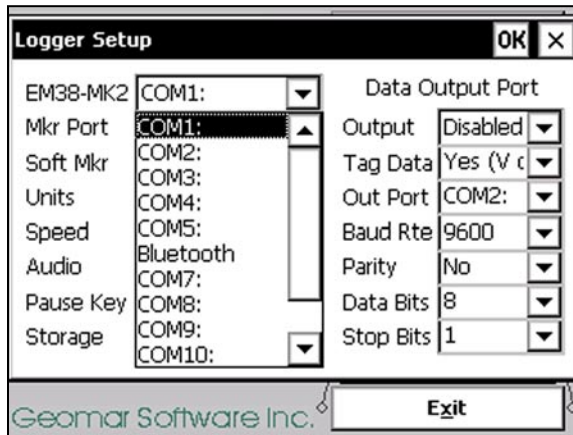 Logger Setup OK ×
EM38-MK2 COM1:
Mkr Port
Soft Mkr
Units
Speed
Audio
Pause Key
Storage
COM1:
COM2:
COM3:
COM4:
COM5:
Bluetooth
COM7:
COM8:
COM9:
COM10:
Data Output Port
Output Disabled
Tag Data Yes (V
Out Port COM2:
Baud Rte 9600
Parity No
Data Bits 8
Stop Bits 1
Geomar Software Inc.
Exit